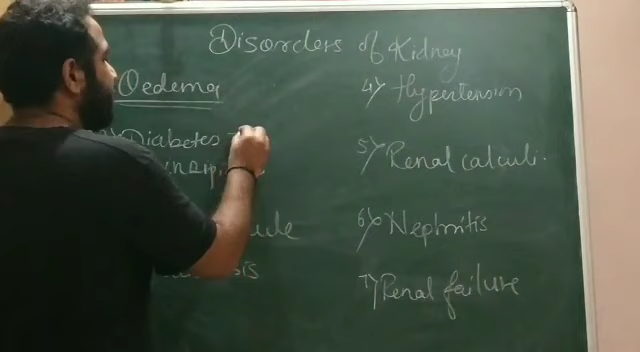 Disorders of Kidney
Oedema
Diabetes
4) Hypertension
5) Renal calculi.
6) Nephritis
7) Renal failure